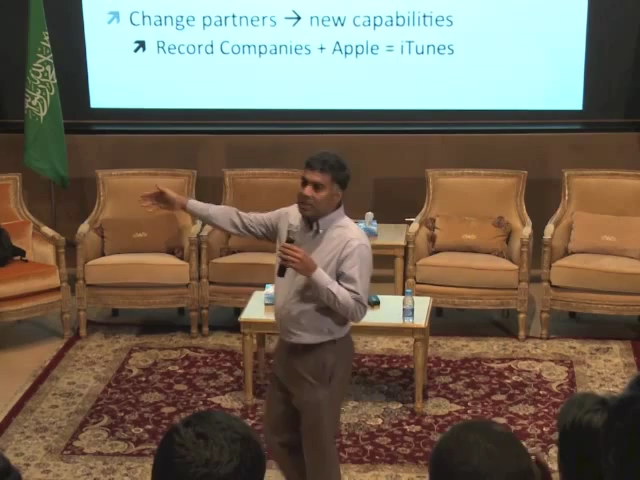 Change partners → new capabilities
Record Companies + Apple = iTunes